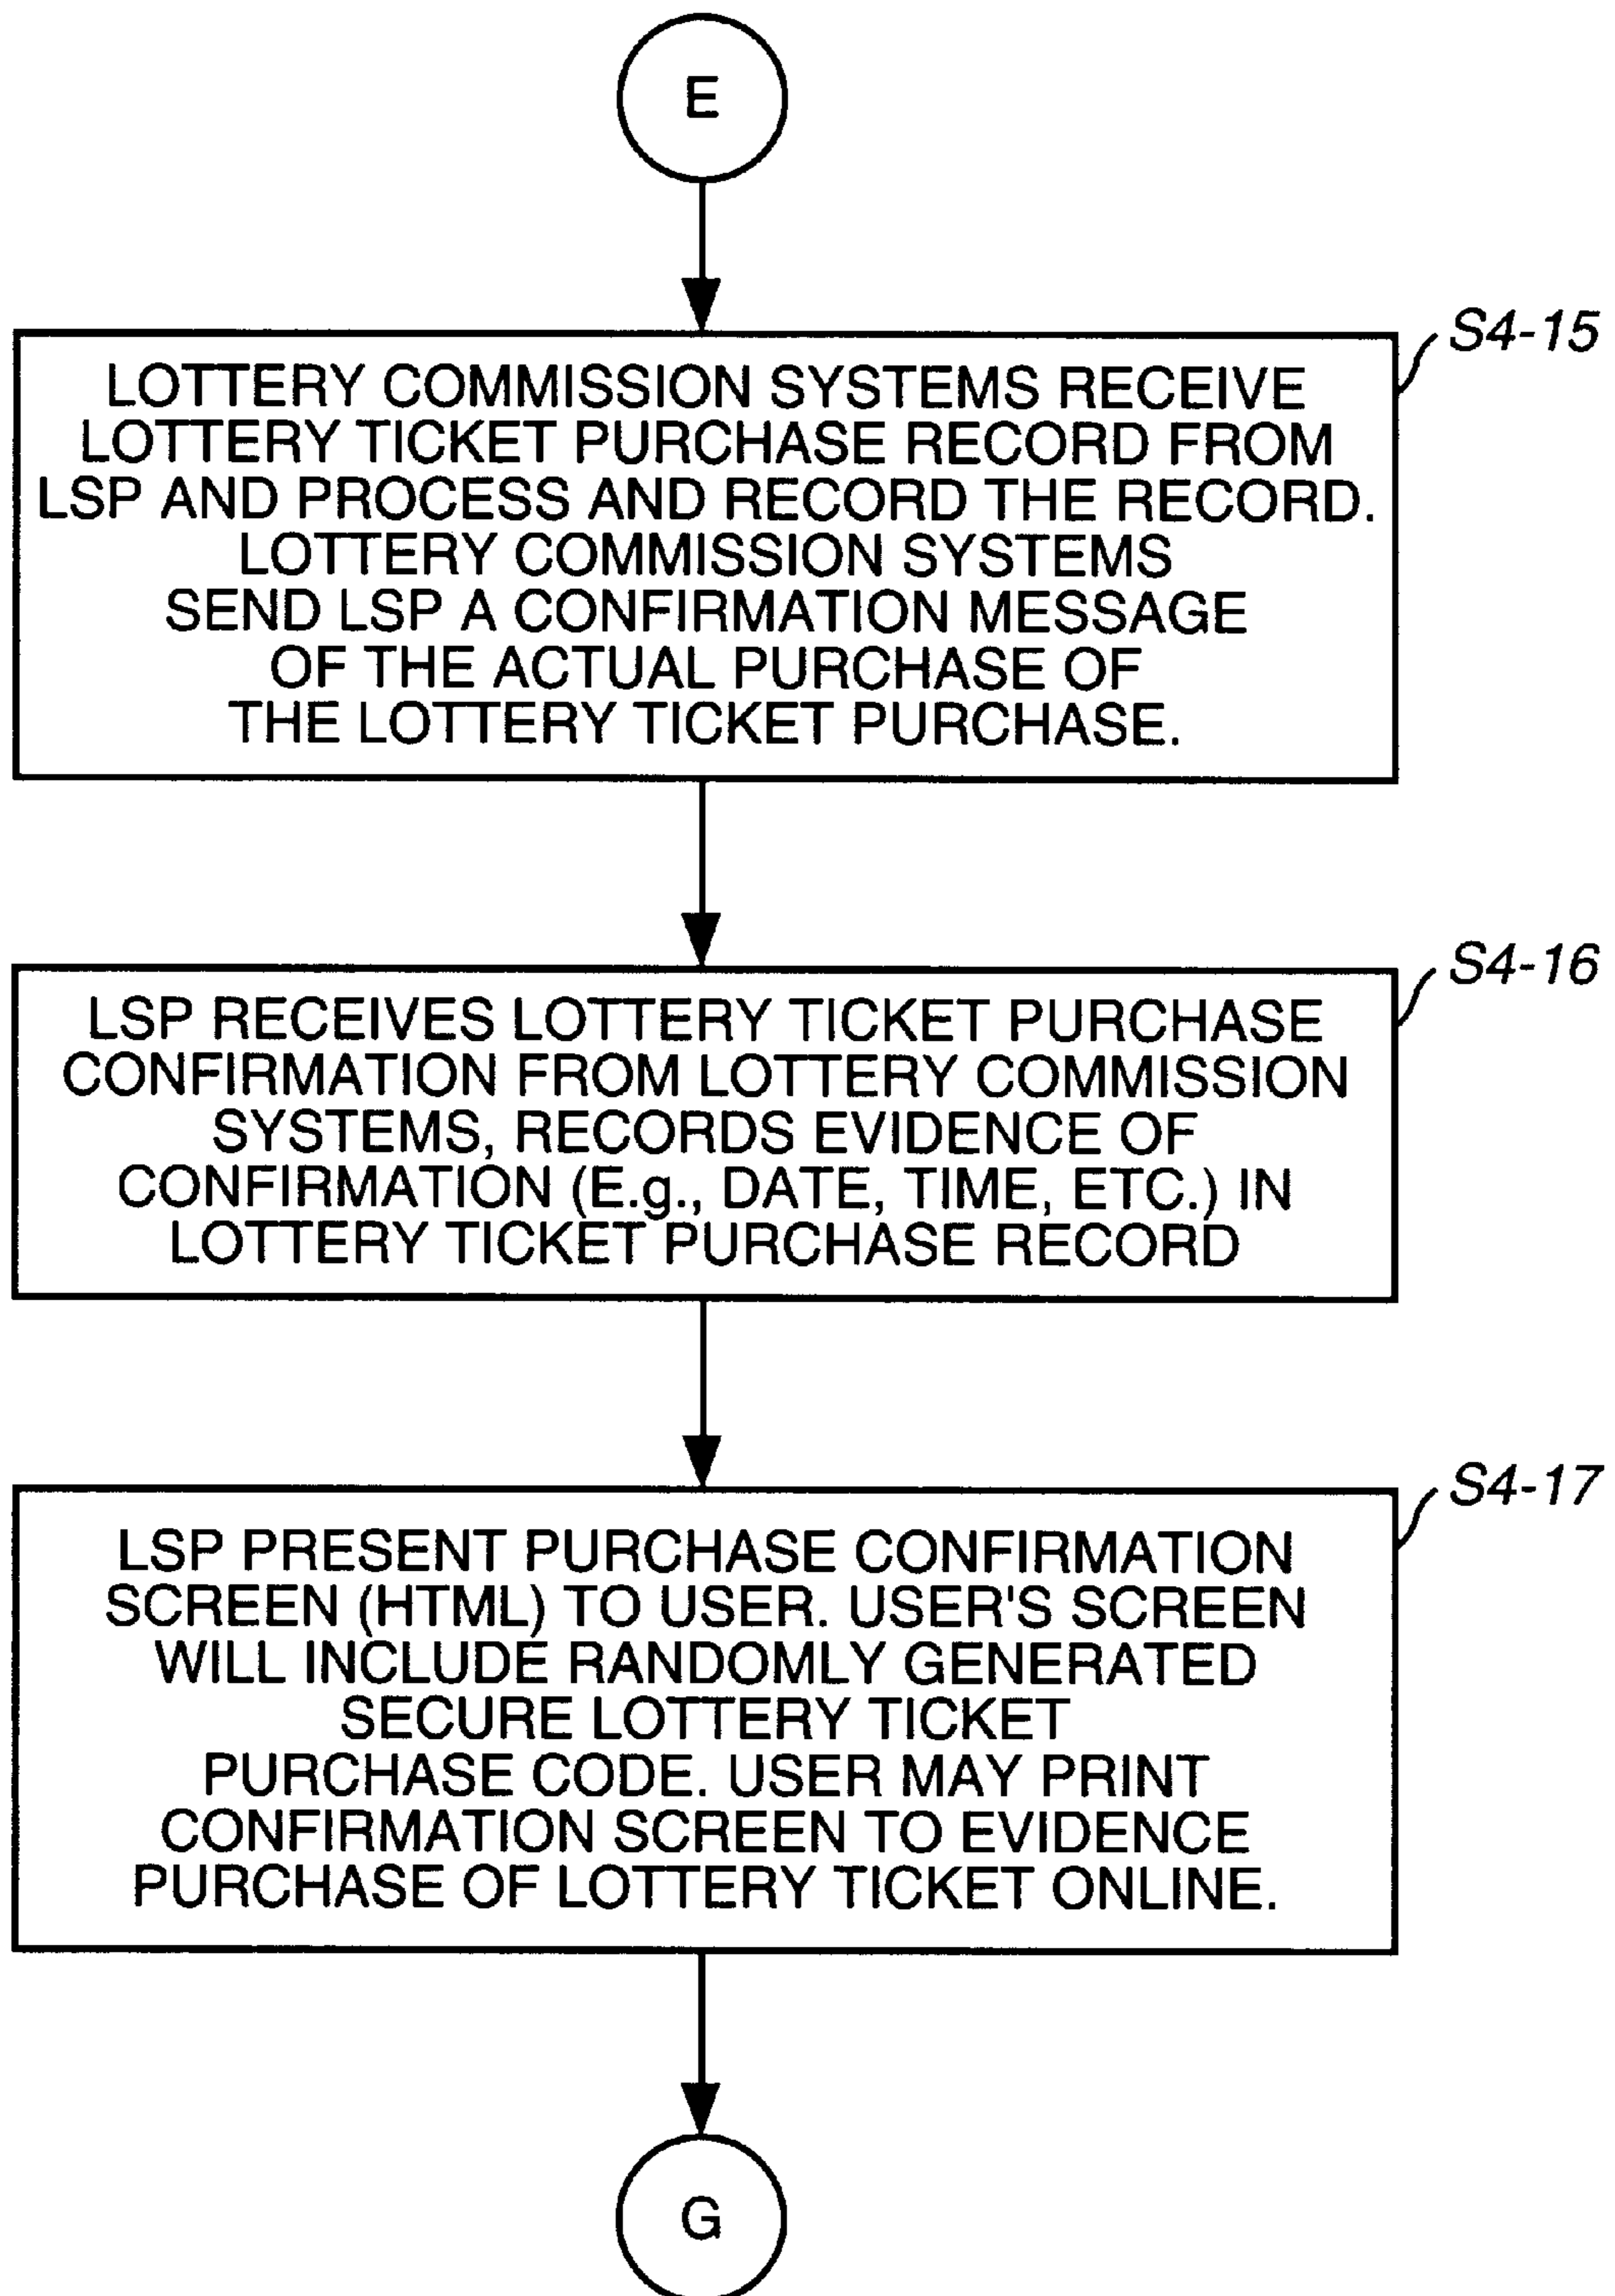 E
S4-15
LOTTERY COMMISSION SYSTEMS RECEIVE
LOTTERY TICKET PURCHASE RECORD FROM
LSP AND PROCESS AND RECORD THE RECORD.
LOTTERY COMMISSION SYSTEMS
SEND LSP A CONFIRMATION MESSAGE
OF THE ACTUAL PURCHASE OF
THE LOTTERY TICKET PURCHASE.
S4-16
LSP RECEIVES LOTTERY TICKET PURCHASE
CONFIRMATION FROM LOTTERY COMMISSION
SYSTEMS, RECORDS EVIDENCE OF
CONFIRMATION (E.g., DATE, TIME, ETC.) IN
LOTTERY TICKET PURCHASE RECORD
S4-17
LSP PRESENT PURCHASE CONFIRMATION
SCREEN (HTML) TO USER. USER'S SCREEN
WILL INCLUDE RANDOMLY GENERATED
SECURE LOTTERY TICKET
PURCHASE CODE. USER MAY PRINT
CONFIRMATION SCREEN TO EVIDENCE
PURCHASE OF LOTTERY TICKET ONLINE.
G